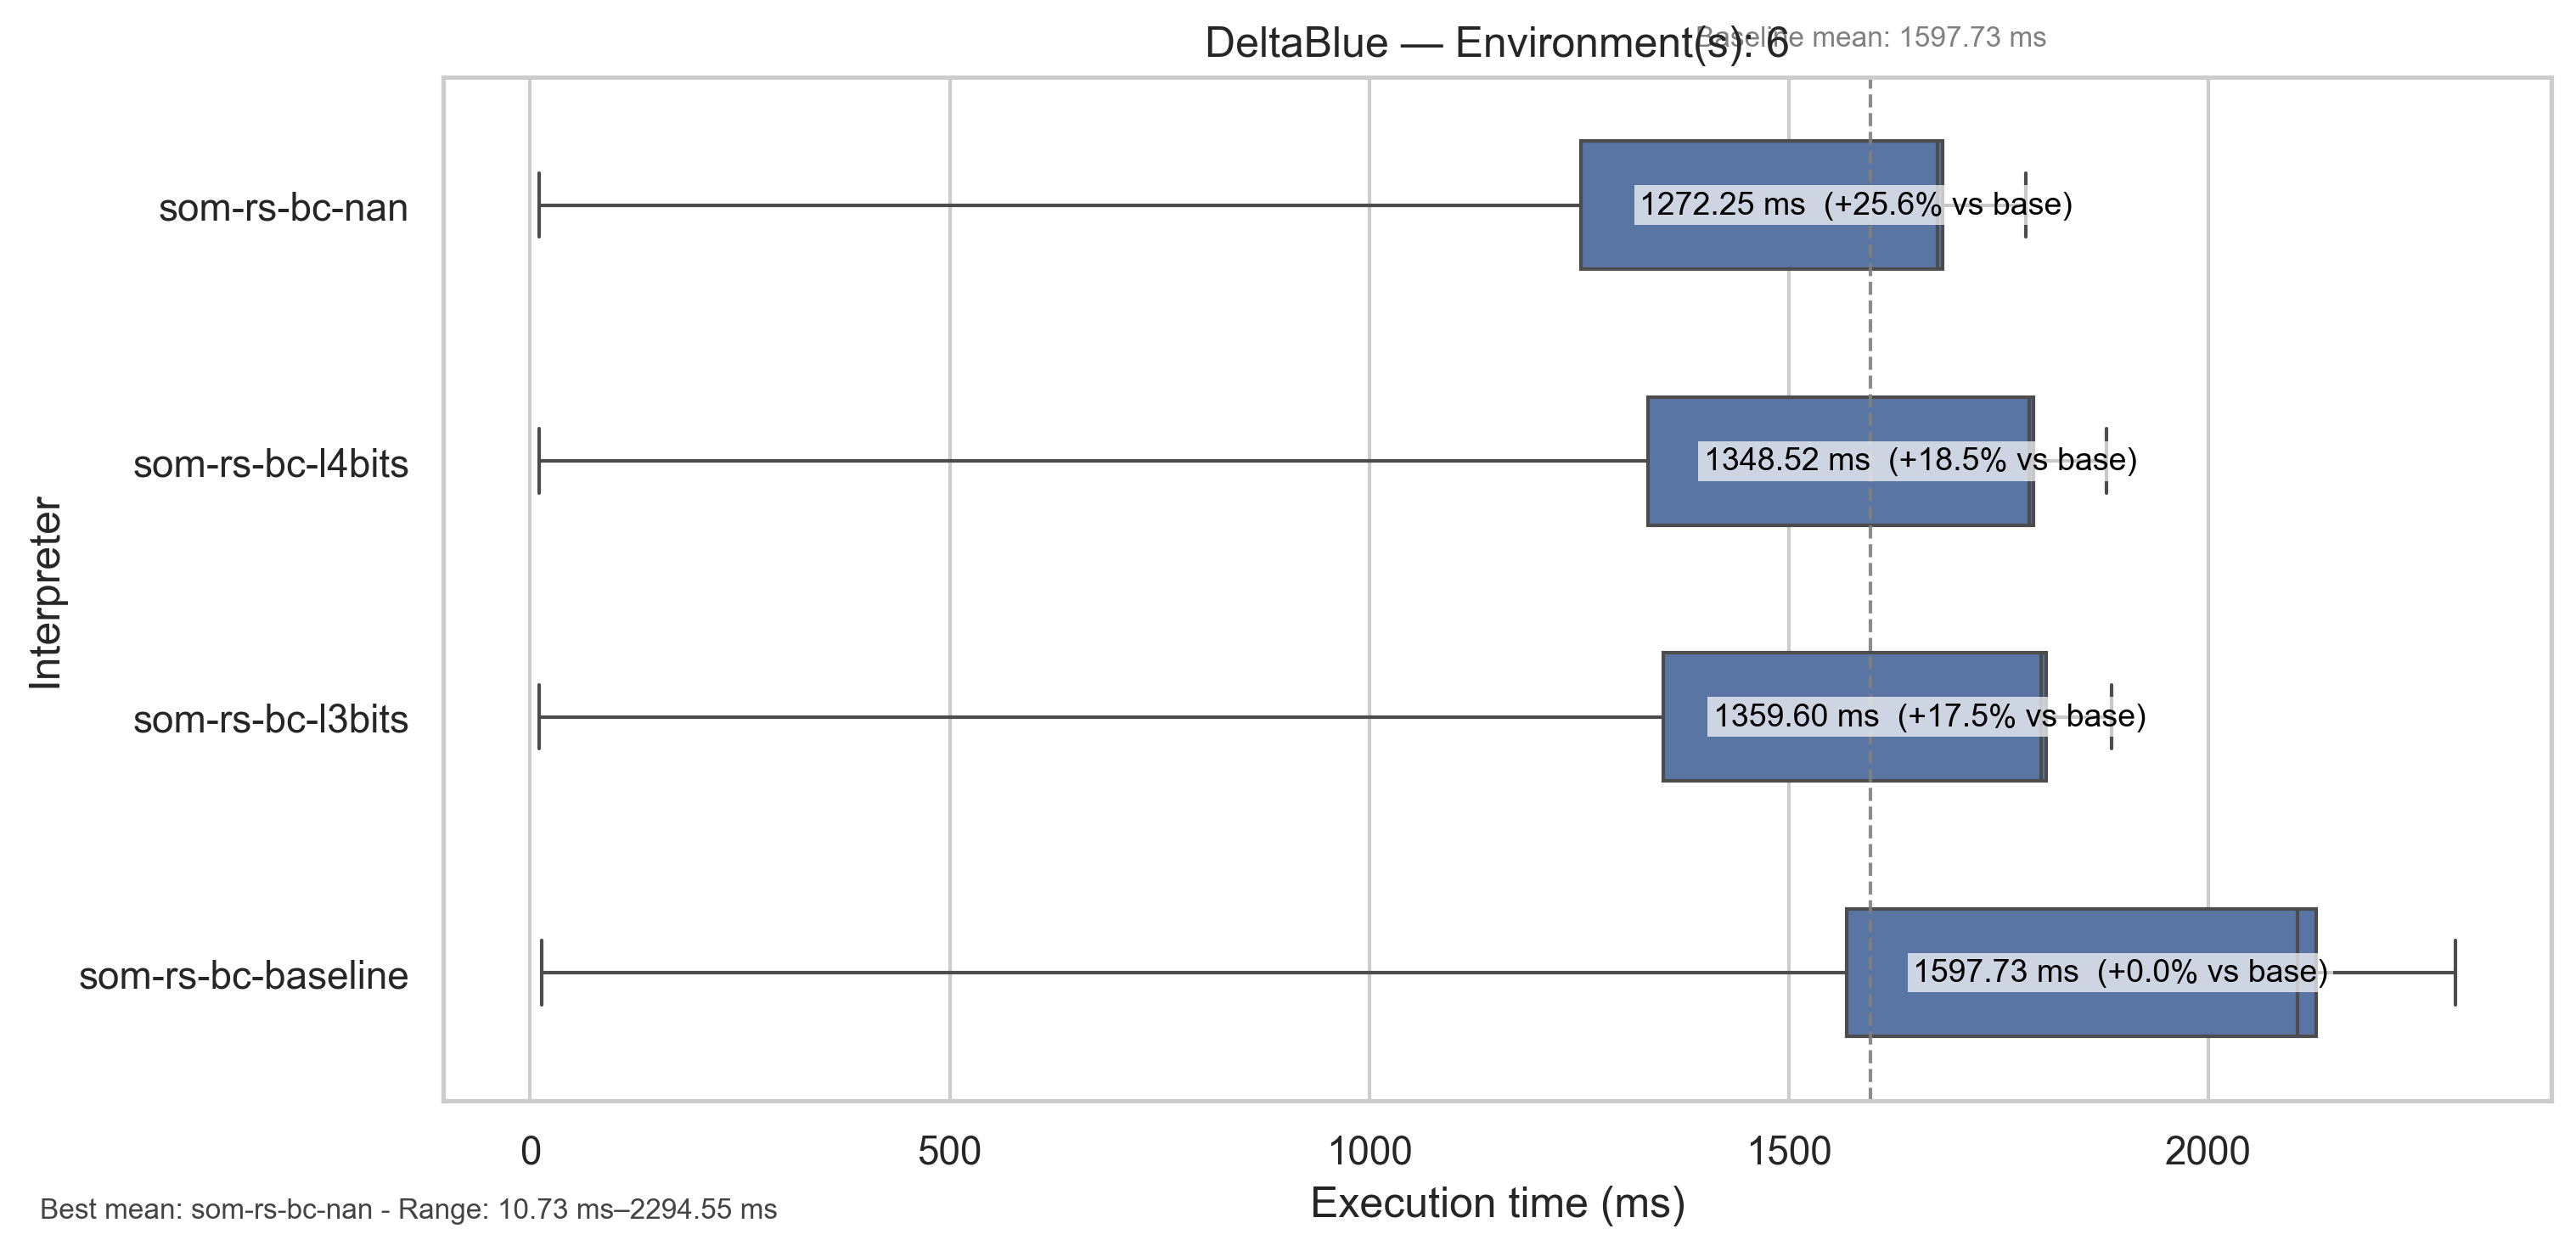 DeltaBlue — Environment(s): 6
Baseline mean: 1597.73 ms
som-rs-bc-nan
1272.25 ms (+25.6% vs base)
som-rs-bc-l4bits
1348.52 ms (+18.5% vs base)
som-rs-bc-l3bits
1359.60 ms (+17.5% vs base)
som-rs-bc-baseline
1597.73 ms (+0.0% vs base)
Interpreter
0 500 1000 1500 2000
Execution time (ms)
Best mean: som-rs-bc-nan - Range: 10.73 ms–2294.55 ms